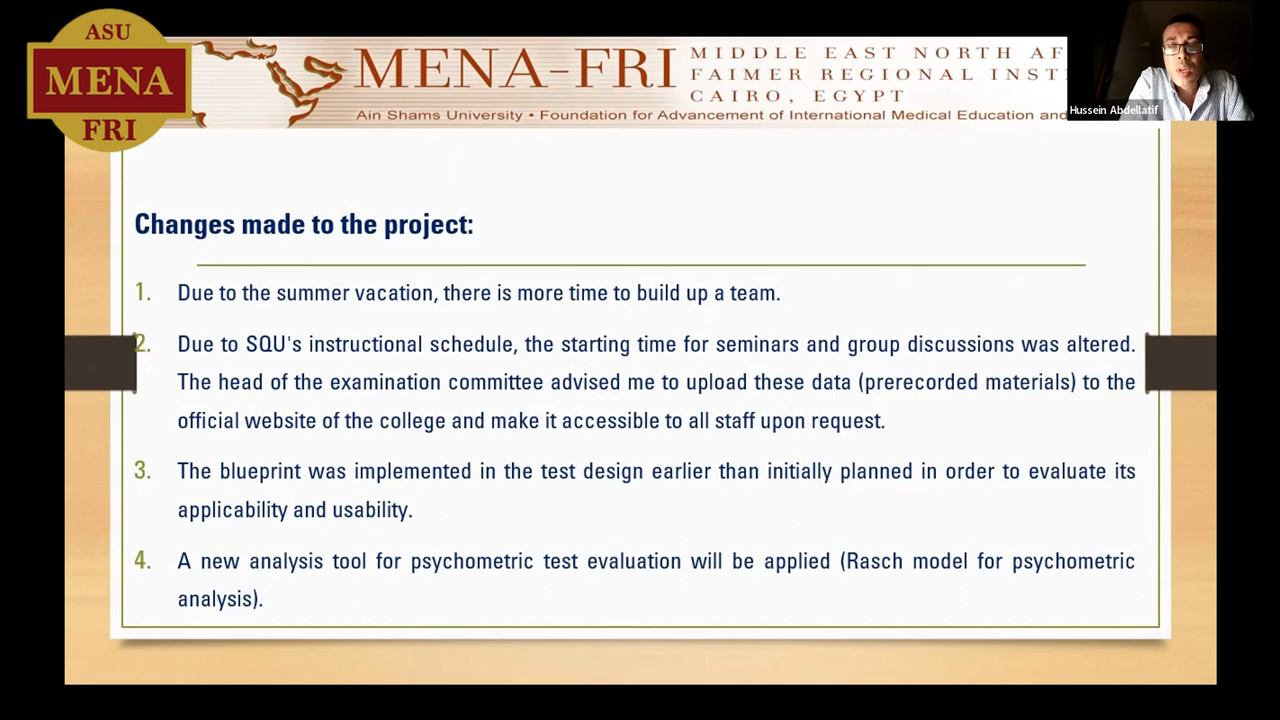 ASU
MENA
FRI
MENA-FRI
MIDDLE EAST NORTH AF
FAIMER REGIONAL INST
CAIRO, EGYPT
Ain Shams University • Foundation for Advancement of International Medical Education and
Hussein Abdellatif
Changes made to the project:
1. Due to the summer vacation, there is more time to build up a team.
2. Due to SQU's instructional schedule, the starting time for seminars and group discussions was altered.
The head of the examination committee advised me to upload these data (prerecorded materials) to the
official website of the college and make it accessible to all staff upon request.
3. The blueprint was implemented in the test design earlier than initially planned in order to evaluate its
applicability and usability.
4. A new analysis tool for psychometric test evaluation will be applied (Rasch model for psychometric
analysis).